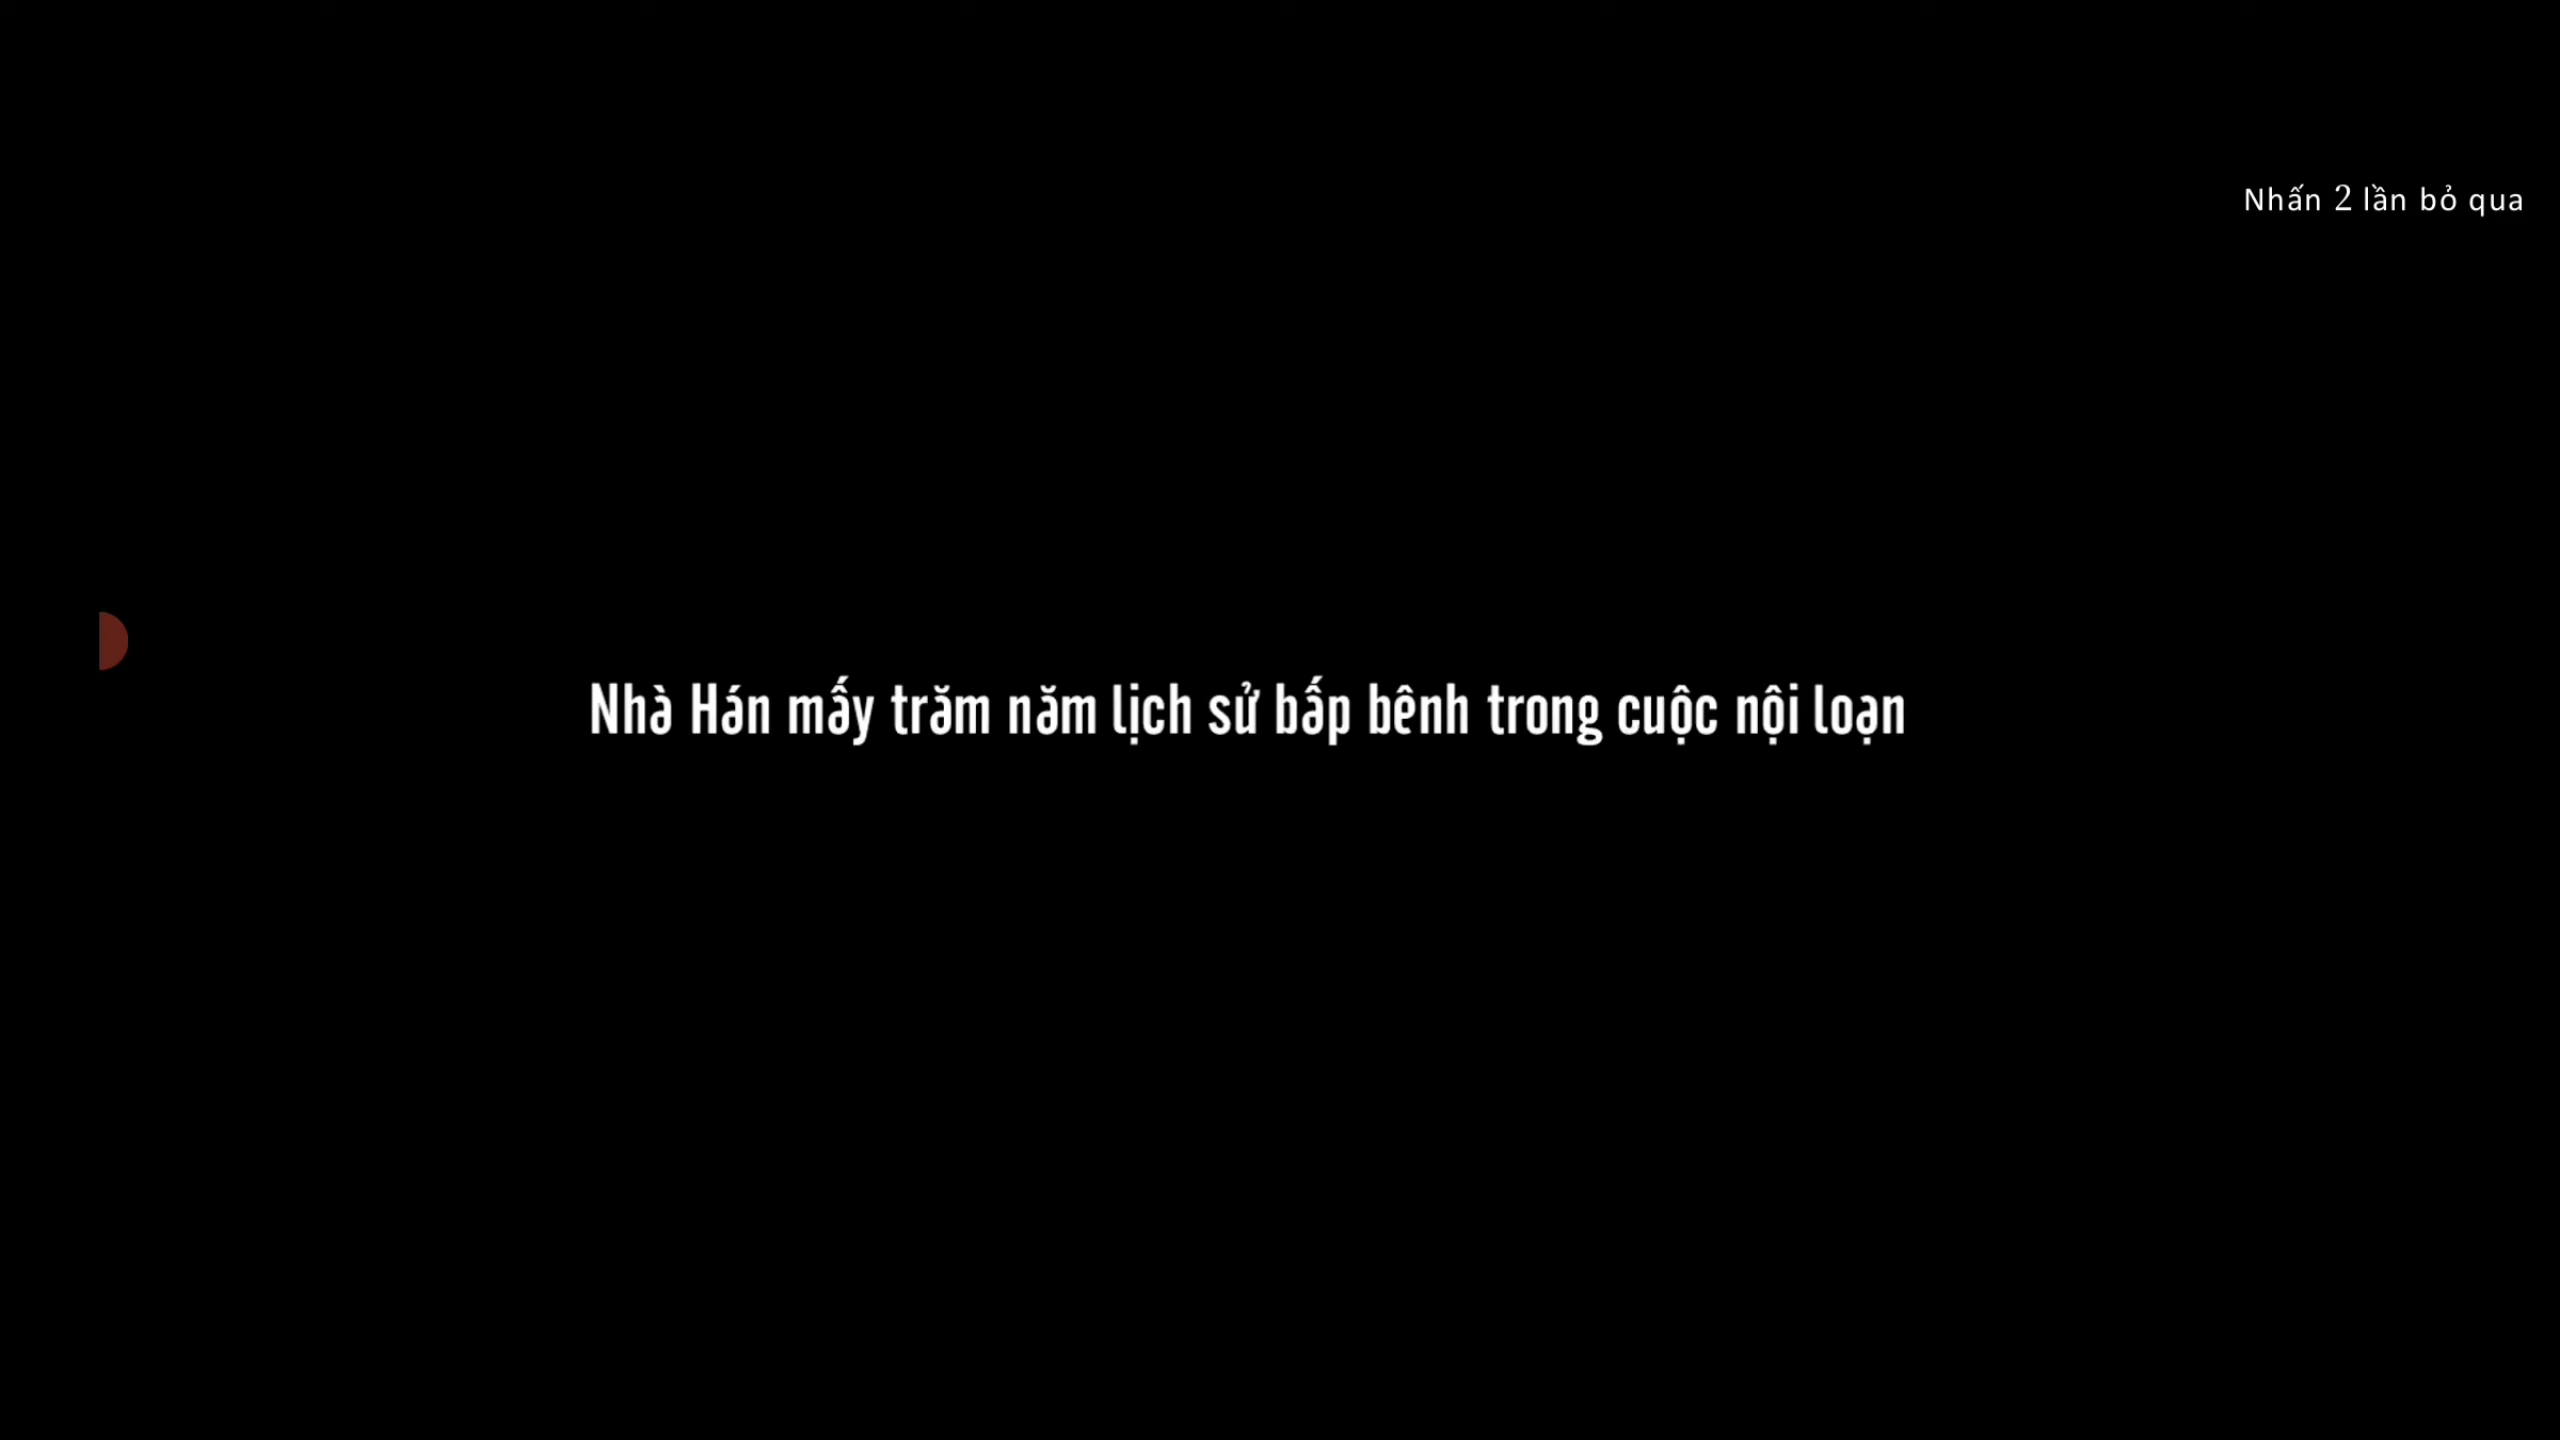 Nhấn 2 lần bỏ qua
Nhà Hán mấy trăm năm lịch sử bấp bênh trong cuộc nội loạn